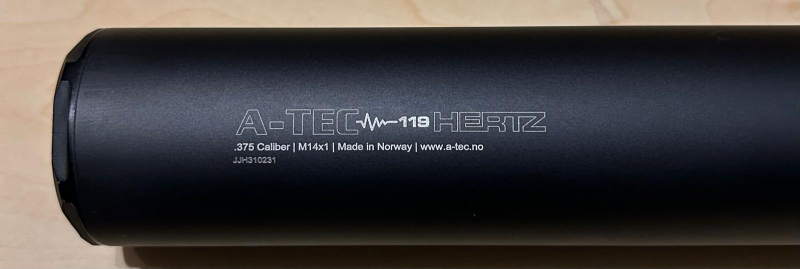 A-TEC 119 HERTZ
.375 Caliber | M14x1 | Made in Norway | www.a-tec.no
JJH310231